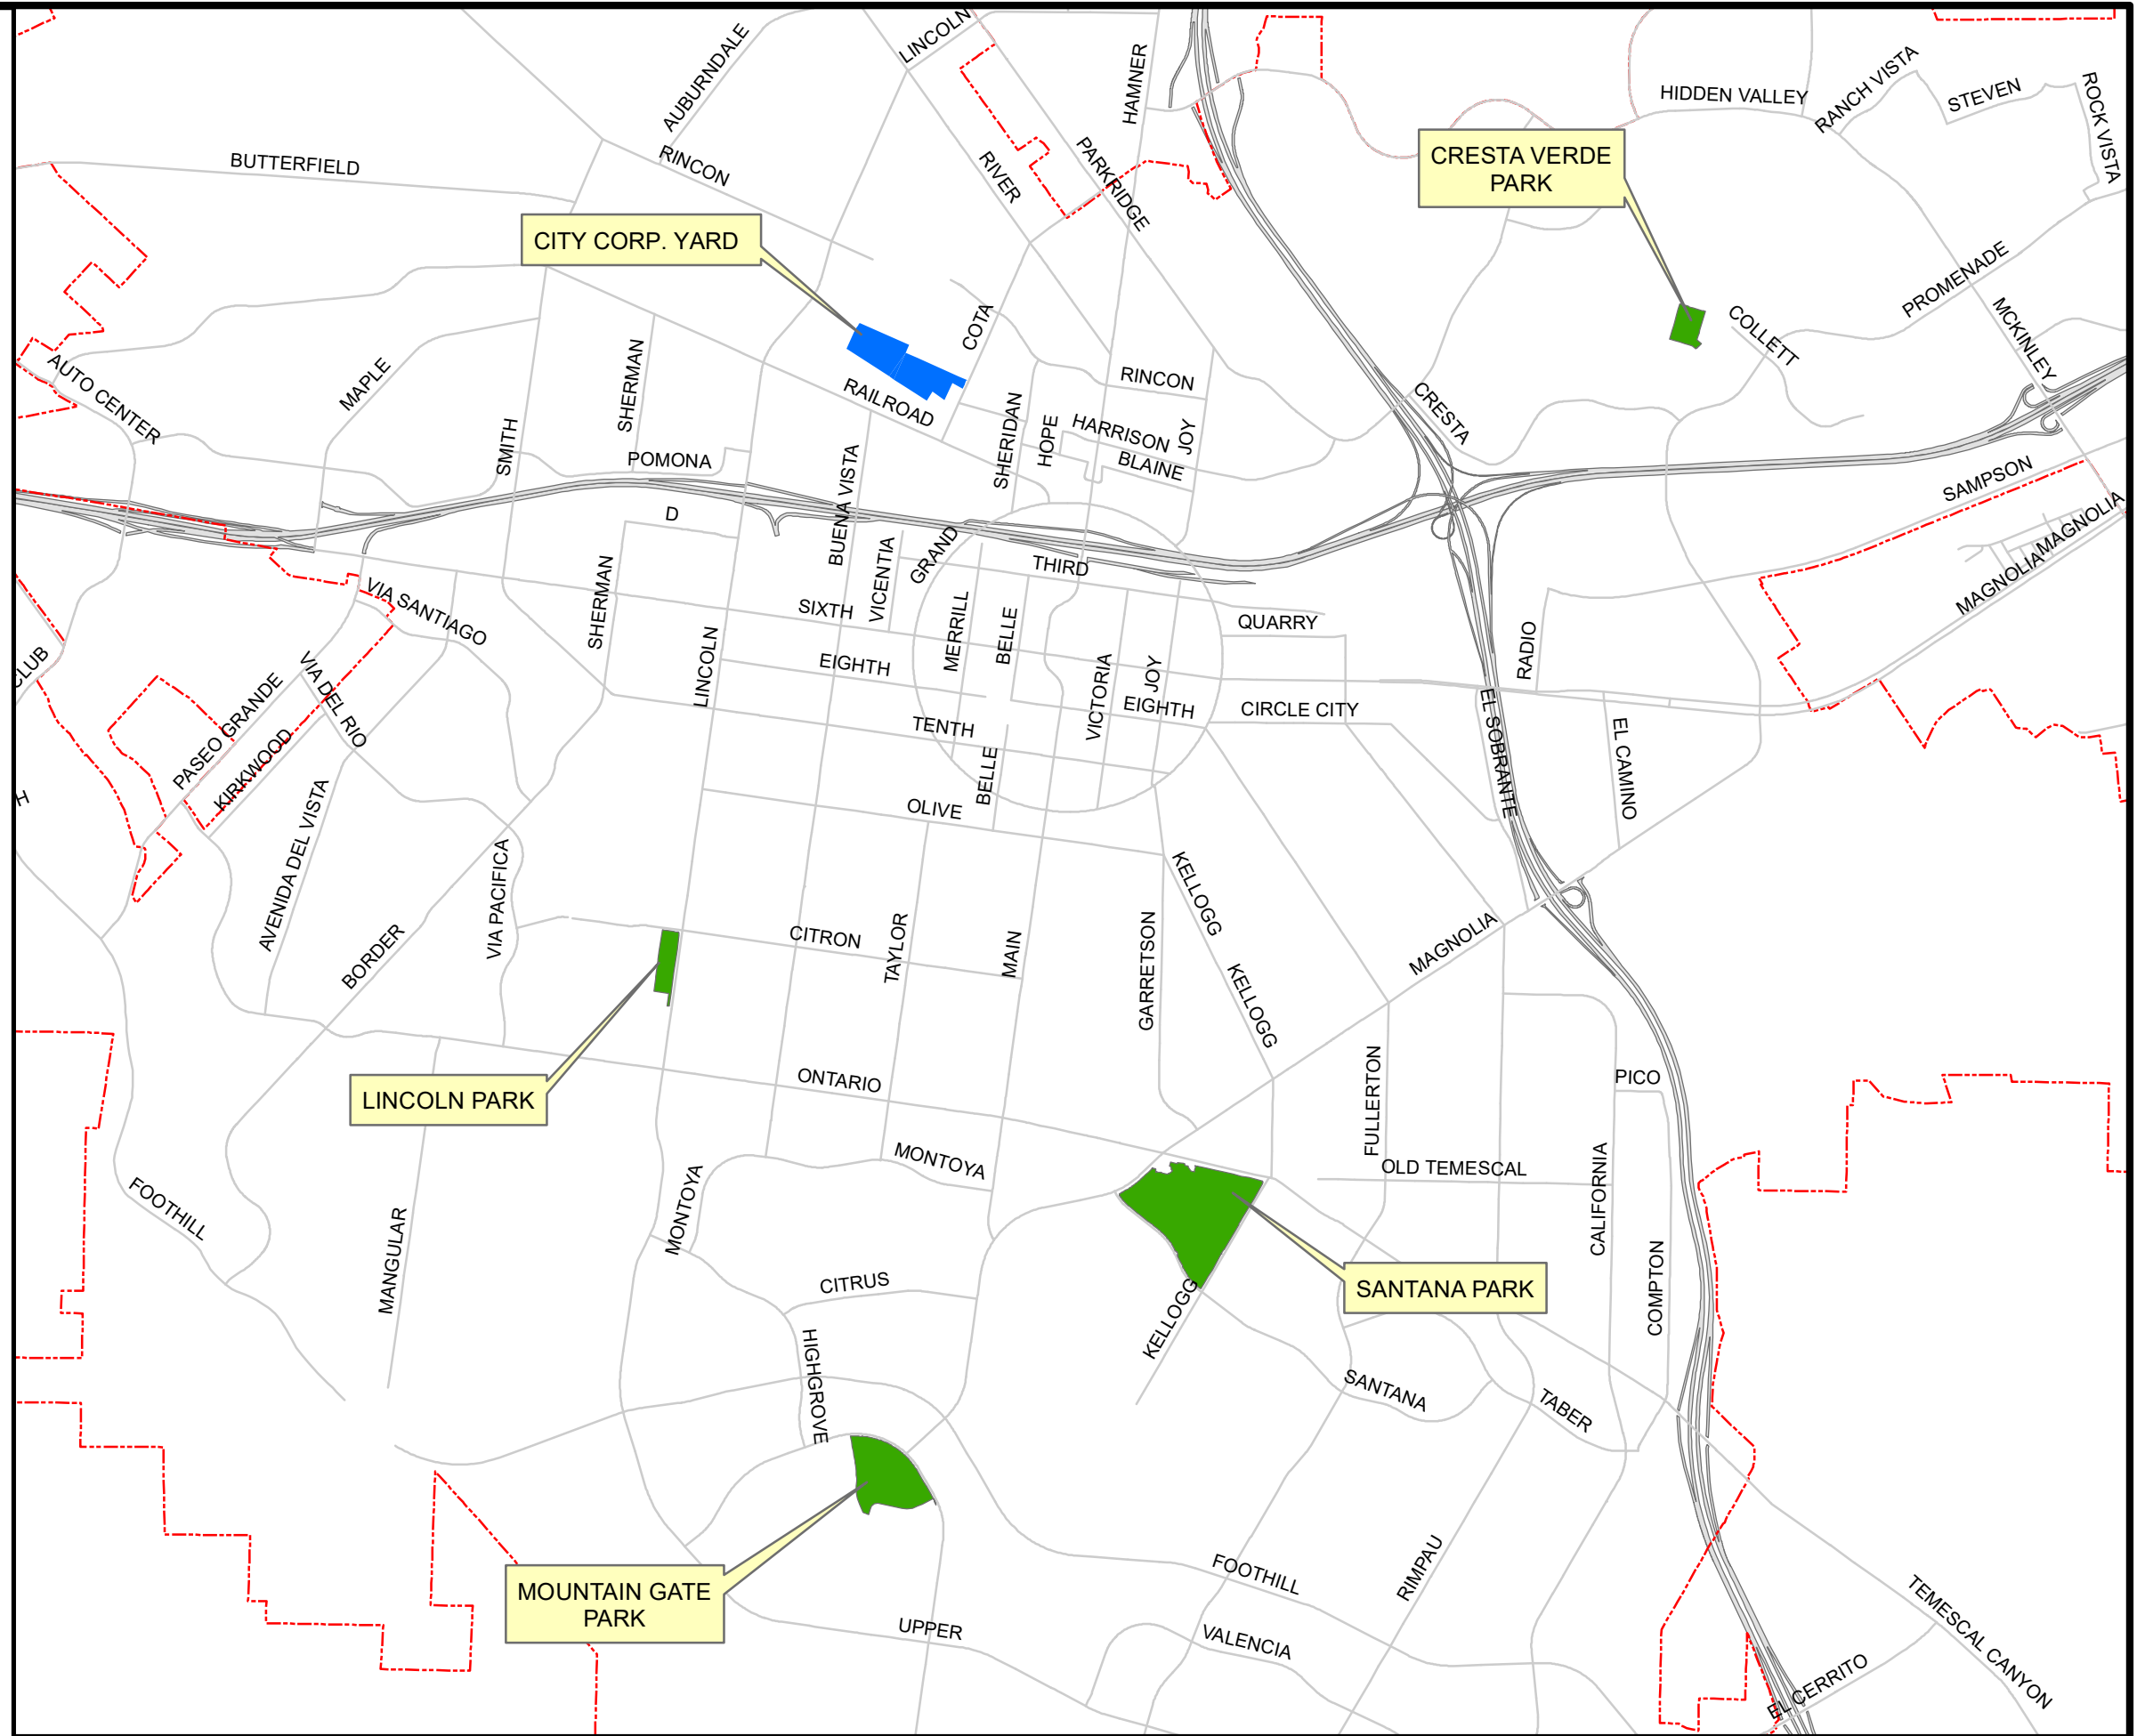 LINCOLN
AUBURNDALE
HAMNER
RANCH VISTA
HIDDEN VALLEY
STEVEN
ROCK VISTA
RINCON
BUTTERFIELD
RIVER
PARKRIDGE
CRESTA VERDE
PARK
CITY CORP. YARD
PROMENADE
COTA
COLLETT
MCKINLEY
AUTO CENTER
MAPLE
SHERMAN
RAILROAD
RINCON
CRESTA
SMITH
SHERIDAN
HOPE
HARRISON
JOY
BLAINE
POMONA
BUENA VISTA
SAMPSON
MAGNOLIA
D
GRAND
VICENTIA
THIRD
MAGNOLIA
VIA SANTIAGO
SHERMAN
SIXTH
MERRILL
BELLE
QUARRY
RADIO
CLUB
VIA DEL RIO
PASEO GRANDE
LINCOLN
EIGHTH
VICTORIA
JOY
EIGHTH
CIRCLE CITY
EL SOBRANTE
EL CAMINO
KIRKWOOD
TENTH
BELLE
H
AVENIDA DEL VISTA
OLIVE
VIA PACIFICA
KELLOGG
BORDER
CITRON
TAYLOR
MAIN
GARRETSON
KELLOGG
MAGNOLIA
LINCOLN PARK
ONTARIO
FULLERTON
PICO
MONTOYA
OLD TEMESCAL
CALIFORNIA
FOOTHILL
MANGULAR
MONTOYA
CITRUS
KELLOGG
SANTANA PARK
COMPTON
HIGHGROVE
SANTANA
TABER
MOUNTAIN GATE
PARK
UPPER
FOOTHILL
VALENCIA
RIMPAU
TEMESCAL CANYON
EL CERRITO